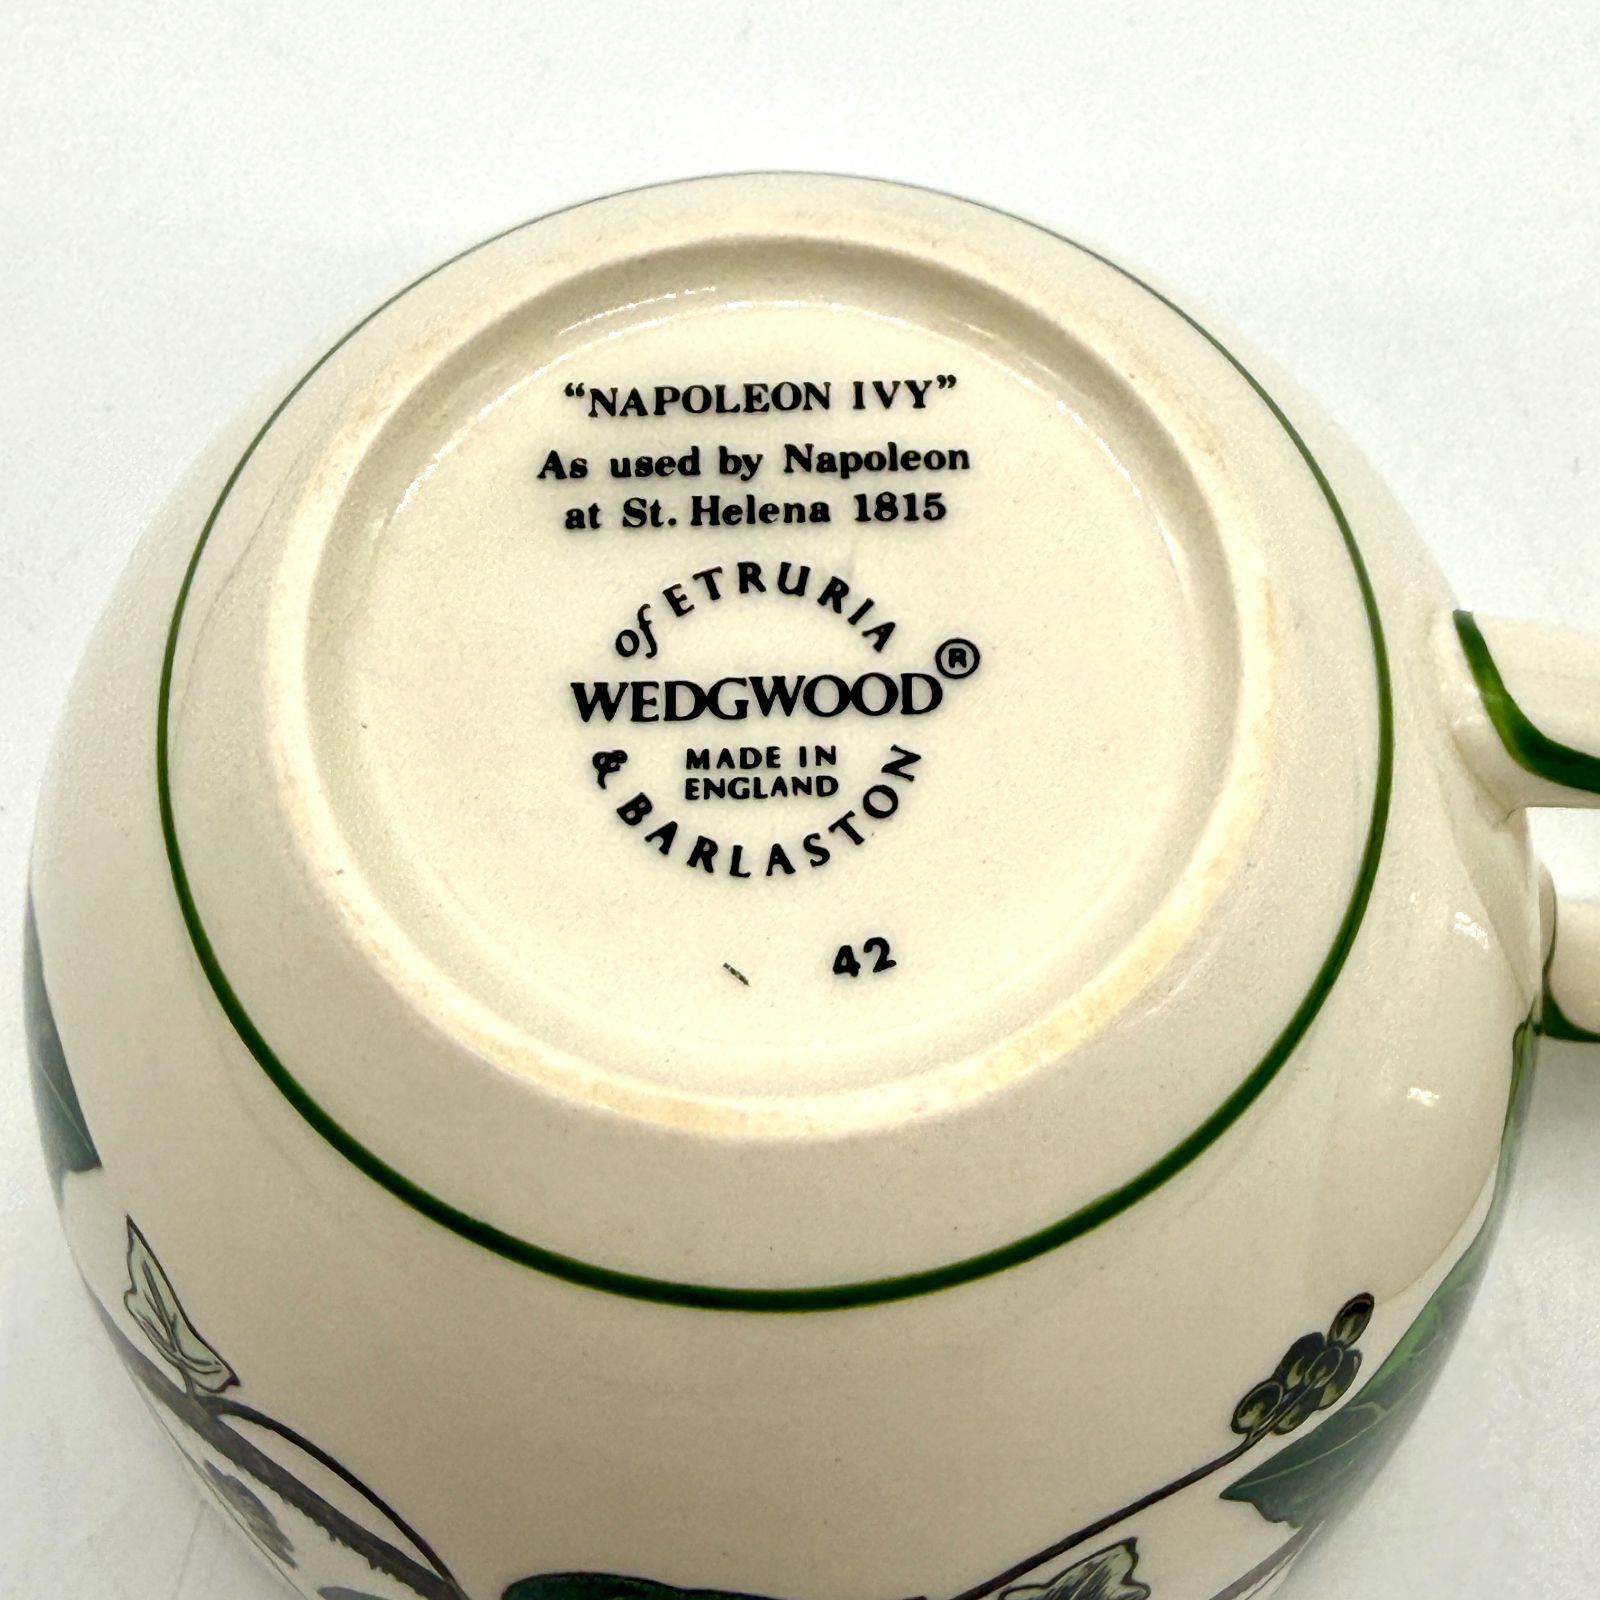 “NAPOLEON IVY”
As used by Napoleon
at St. Helena 1815
of ETRURIA
WEDGWOOD®
MADE IN
ENGLAND
& BARLASTON
42